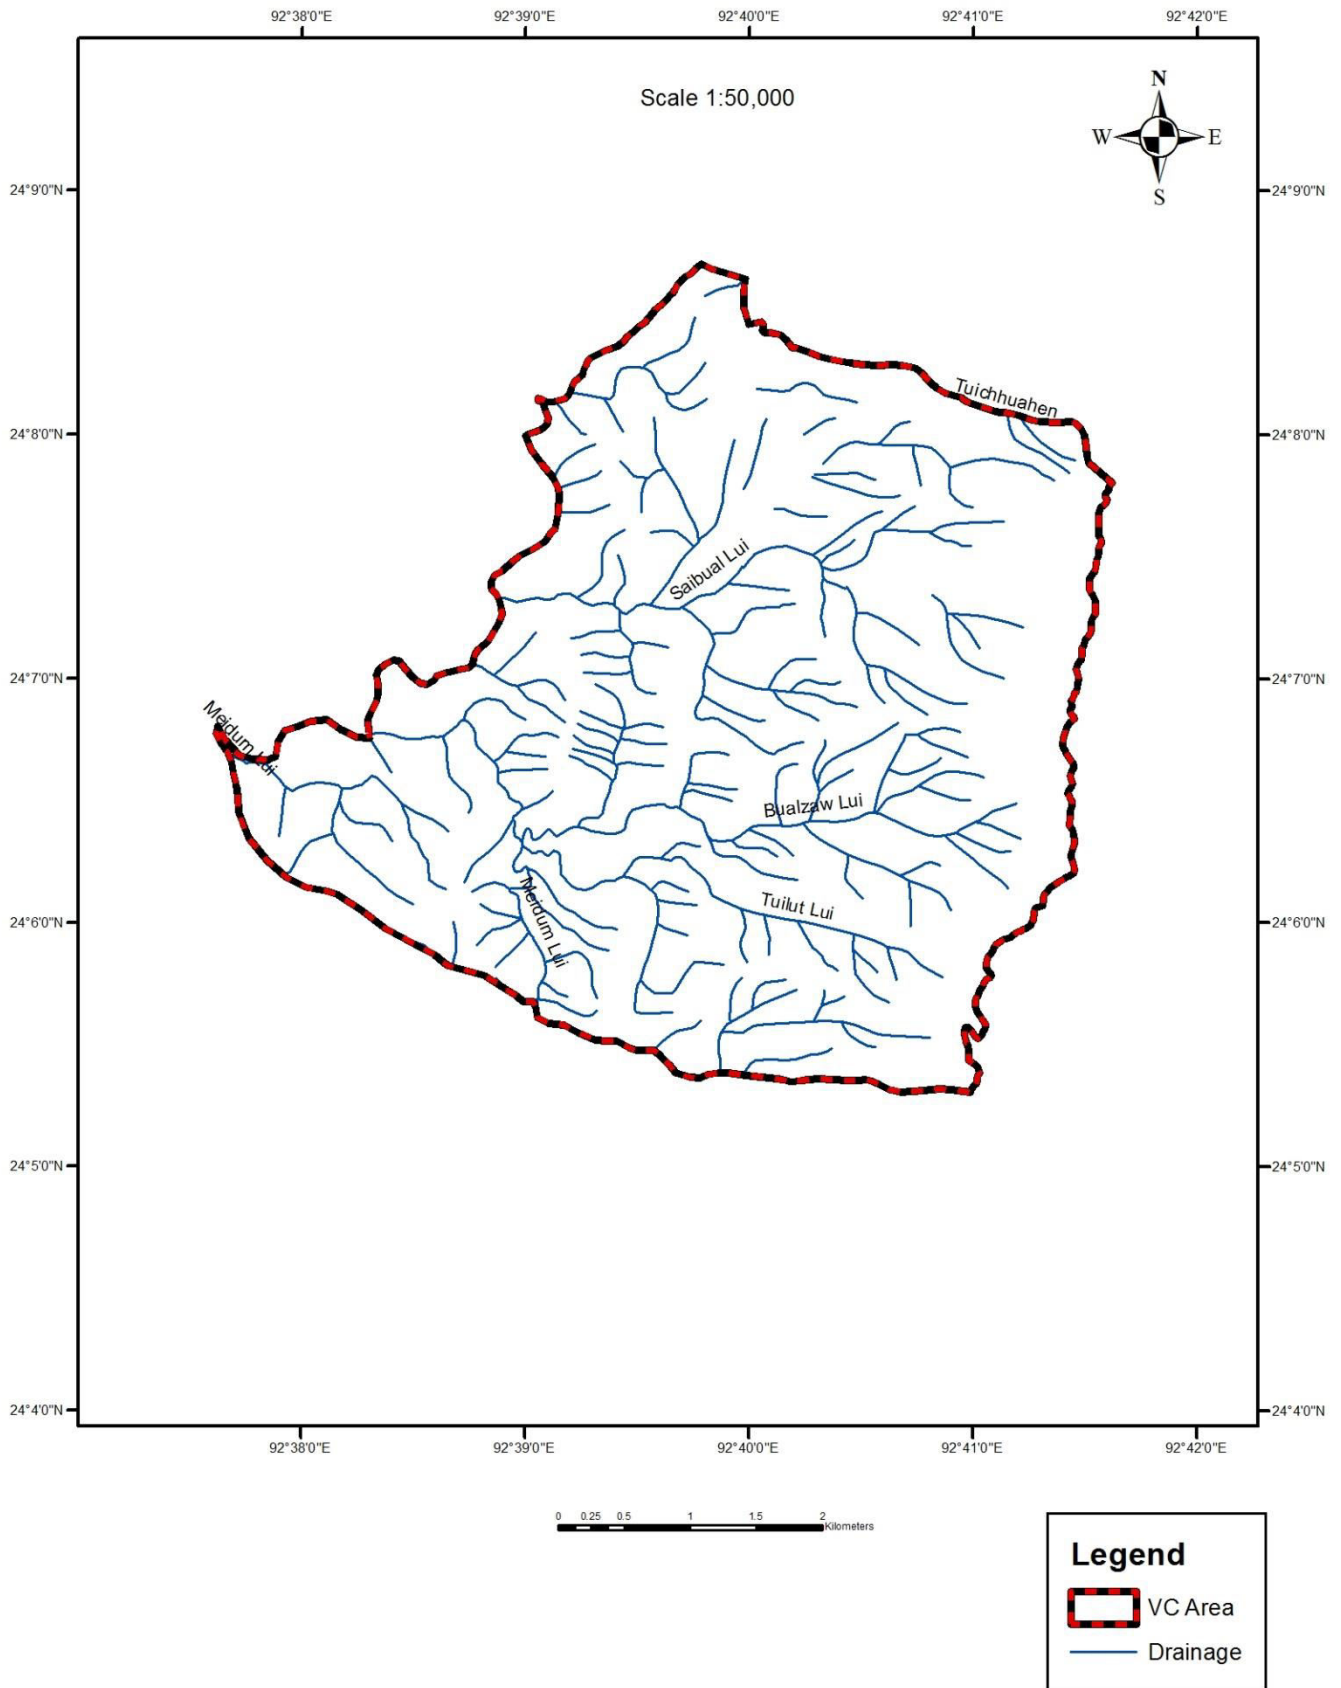 92°38'0"E
92°39'0"E
92°40'0"E
92°41'0"E
92°42'0"E
Scale 1:50,000
N
W
E
S
24°9'0"N
24°9'0"N
Tuichhuahen
24°8'0"N
24°8'0"N
Saibual Lui
24°7'0"N
24°7'0"N
Meidum Lui
Bualzaw Lui
Meidum Lui
Tuilut Lui
24°6'0"N
24°6'0"N
24°5'0"N
24°5'0"N
24°4'0"N
24°4'0"N
92°38'0"E
92°39'0"E
92°40'0"E
92°41'0"E
92°42'0"E
0 0.25 0.5 1 1.5 2
Kilometers
Legend
VC Area
Drainage